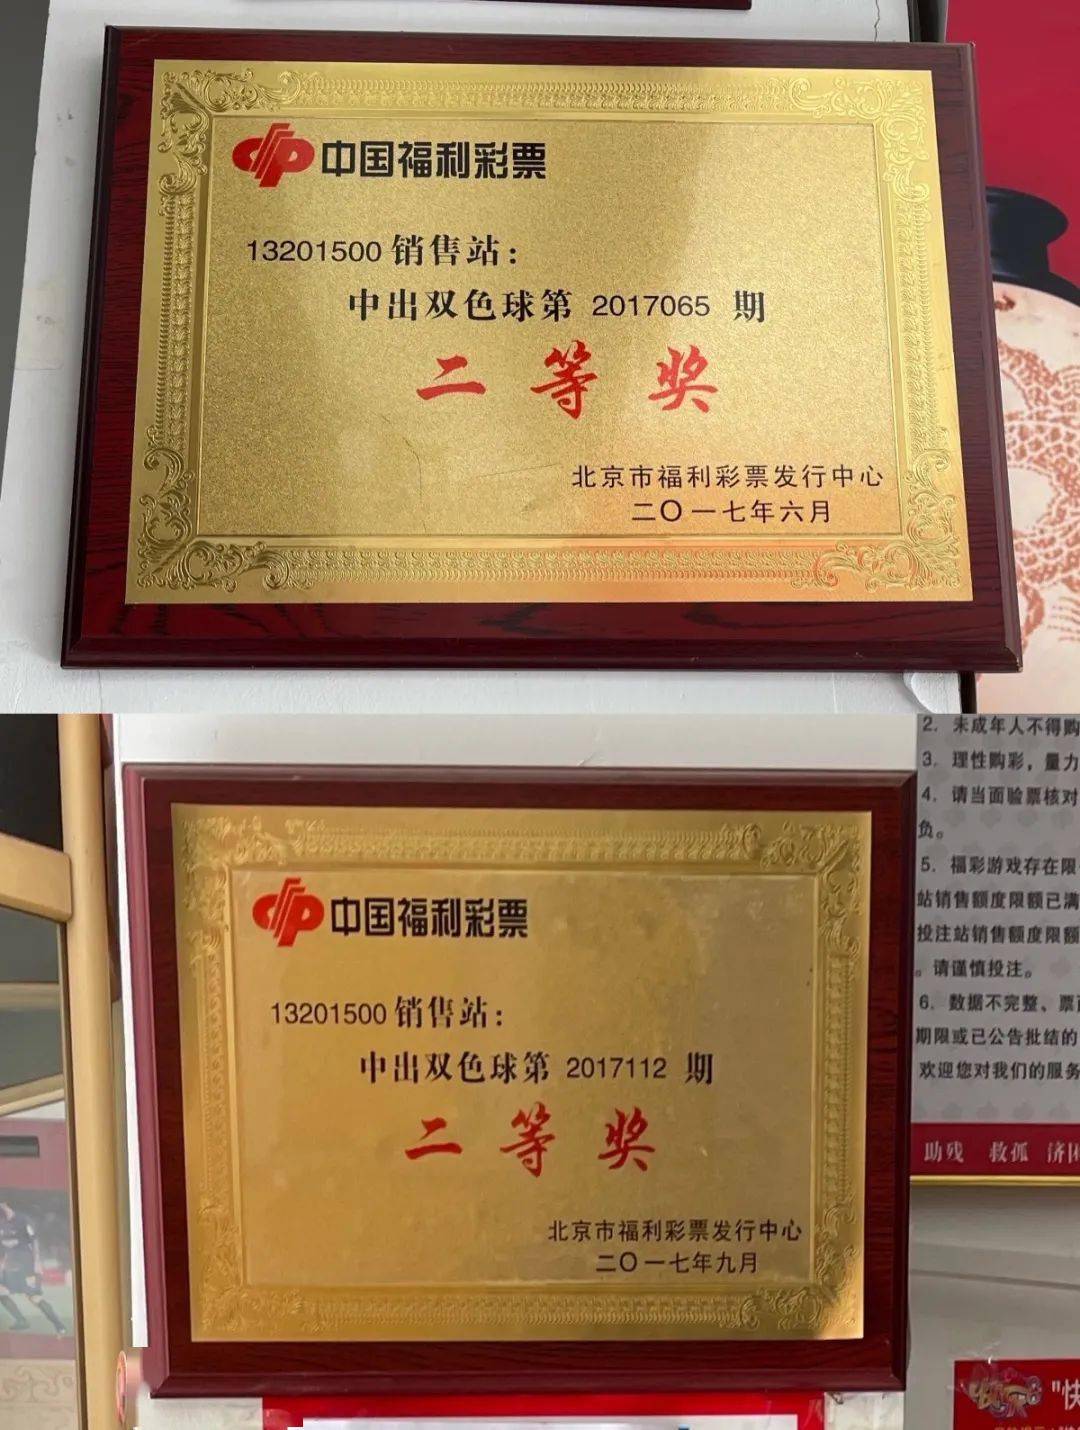 中国福利彩票
13201500 销售站：
中出双色球第 2017065 期
二等奖
北京市福利彩票发行中心
二〇一七年六月
中国福利彩票
13201500 销售站：
中出双色球第 2017112 期
二等奖
北京市福利彩票发行中心
二〇一七年九月
2. 未成年人不得购
3. 理性购彩，量力
4. 请当面验票核对
负。
5. 福彩游戏存在限
站销售额度限额已满
投注站销售额度限额
。请谨慎投注。
6. 数据不完整、票面
期限或已公告批结的
欢迎您对我们的服务
助残 救孤 济困
"快